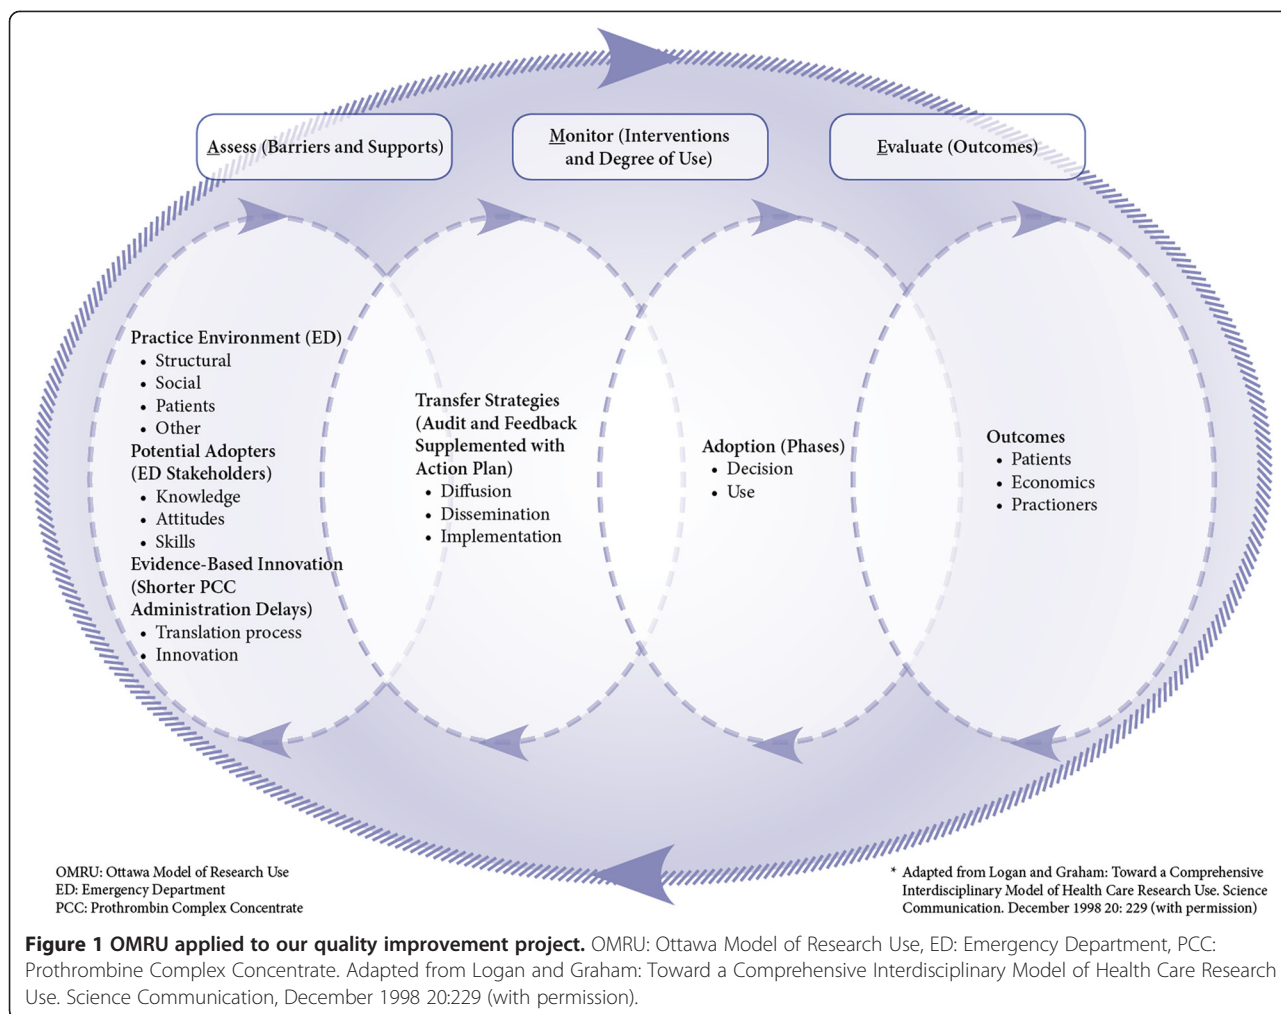 Assess (Barriers and Supports)
Monitor (Interventions
and Degree of Use)
Evaluate (Outcomes)
Practice Environment (ED)
• Structural
• Social
• Patients
• Other
Potential Adopters
(ED Stakeholders)
• Knowledge
• Attitudes
• Skills
Evidence-Based Innovation
(Shorter PCC
Administration Delays)
• Translation process
• Innovation
Transfer Strategies
(Audit and Feedback
Supplemented with
Action Plan)
• Diffusion
• Dissemination
• Implementation
Adoption (Phases)
• Decision
• Use
Outcomes
• Patients
• Economics
• Practioners
OMRU: Ottawa Model of Research Use
ED: Emergency Department
PCC: Prothrombin Complex Concentrate
* Adapted from Logan and Graham: Toward a Comprehensive
Interdisciplinary Model of Health Care Research Use. Science
Communication. December 1998 20: 229 (with permission)
Figure 1 OMRU applied to our quality improvement project. OMRU: Ottawa Model of Research Use, ED: Emergency Department, PCC:
Prothrombine Complex Concentrate. Adapted from Logan and Graham: Toward a Comprehensive Interdisciplinary Model of Health Care Research
Use. Science Communication, December 1998 20:229 (with permission).